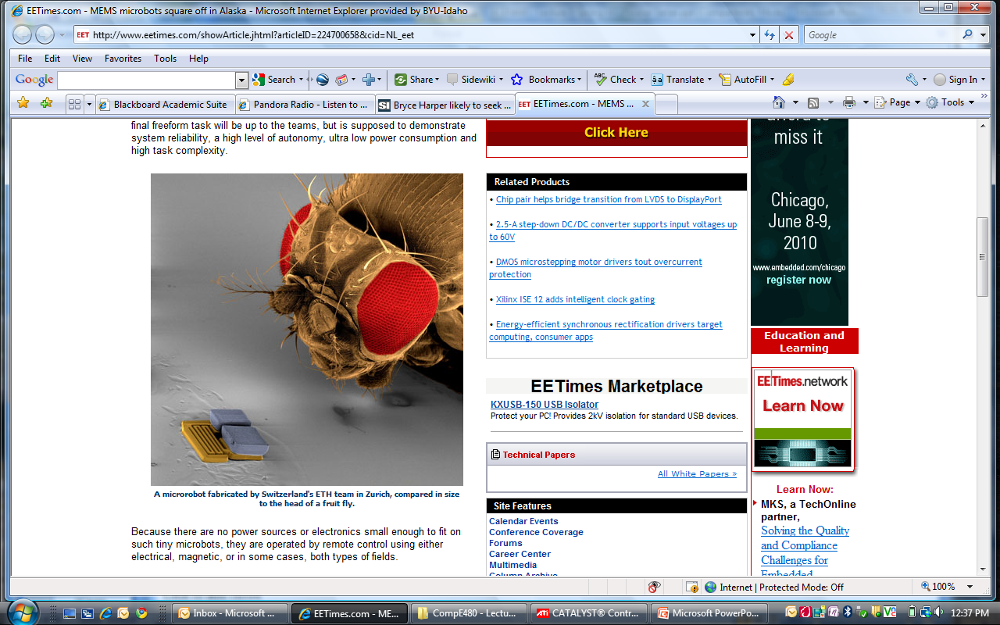 EETimes.com - MEMS microbots square off in Alaska - Microsoft Internet Explorer provided by BYU-Idaho
EET http://www.eetimes.com/showArticle.jhtml?articleID=224700658&cid=NL_eet
Google
File Edit View Favorites Tools Help
Google Search Share Sidewiki Bookmarks ABC Check Translate AutoFill Sign In
Blackboard Academic Suite
Pandora Radio - Listen to ...
SI Bryce Harper likely to seek ...
EET EETimes.com - MEMS ...
Page Tools
final freeform task will be up to the teams, but is supposed to demonstrate
system reliability, a high level of autonomy, ultra low power consumption and
high task complexity.
A microrobot fabricated by Switzerland's ETH team in Zurich, compared in size
to the head of a fruit fly.
Because there are no power sources or electronics small enough to fit on
such tiny microbots, they are operated by remote control using either
electrical, magnetic, or in some cases, both types of fields.
Click Here
Related Products
• Chip pair helps bridge transition from LVDS to DisplayPort
• 2.5-A step-down DC/DC converter supports input voltages up
to 60V
• DMOS microstepping motor drivers tout overcurrent
protection
• Xilinx ISE 12 adds intelligent clock gating
• Energy-efficient synchronous rectification drivers target
computing, consumer apps
EETimes Marketplace
KXUSB-150 USB Isolator
Protect your PC! Provides 2kV isolation for standard USB devices.
Technical Papers
All White Papers »
Site Features
Calendar Events
Conference Coverage
Forums
Career Center
Multimedia
Column Archive
miss it
Chicago,
June 8-9,
2010
www.embedded.com/chicago
register now
Education and
Learning
EETimes.network
Learn Now
Learn Now:
MKS, a TechOnline
partner,
Solving the Quality
and Compliance
Challenges for
Embedded
Internet | Protected Mode: Off
100%
Inbox - Microsoft ...
EETimes.com - ME...
CompE480 - Lectu...
ATI CATALYST® Contr...
Microsoft PowerPo...
12:37 PM